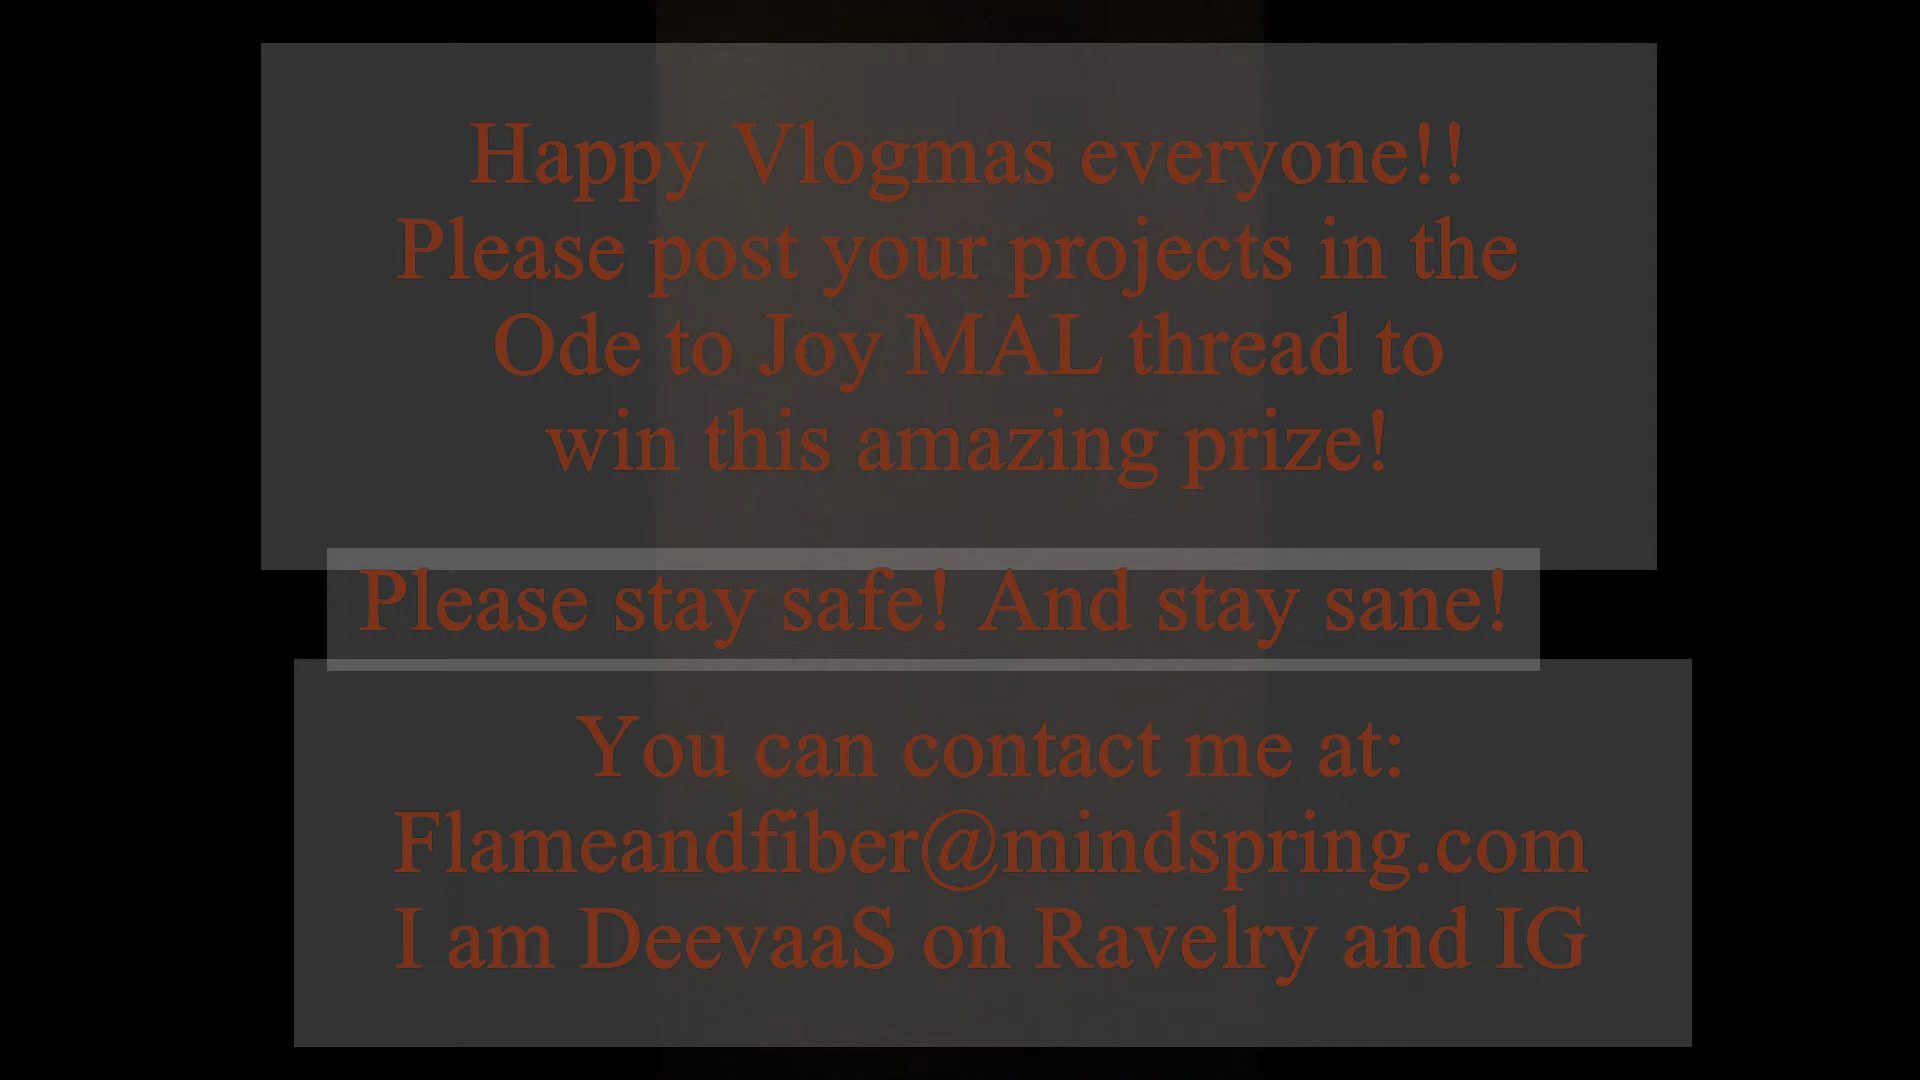 Happy Vlogmas everyone!!
Please post your projects in the
Ode to Joy MAL thread to
win this amazing prize!
Please stay safe! And stay sane!
You can contact me at:
Flameandfiber@mindspring.com
I am DeevaaS on Ravelry and IG